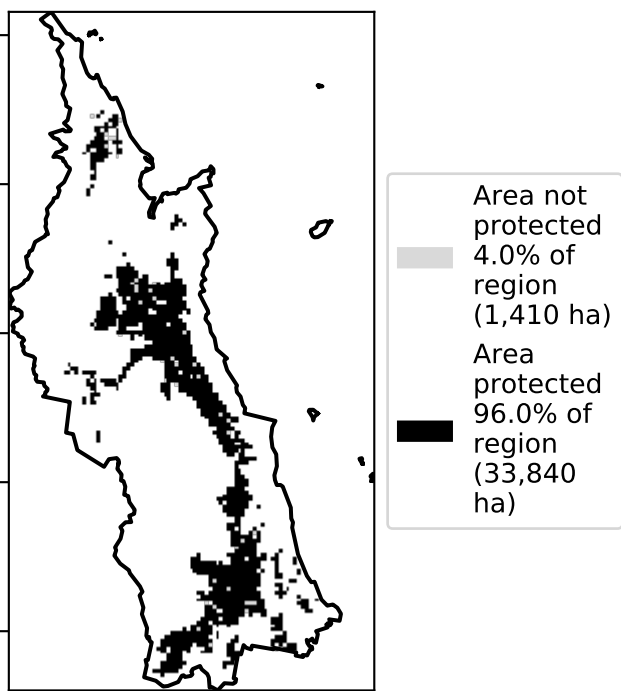 Area not
protected
4.0% of
region
(1,410 ha)
Area
protected
96.0% of
region
(33,840
ha)